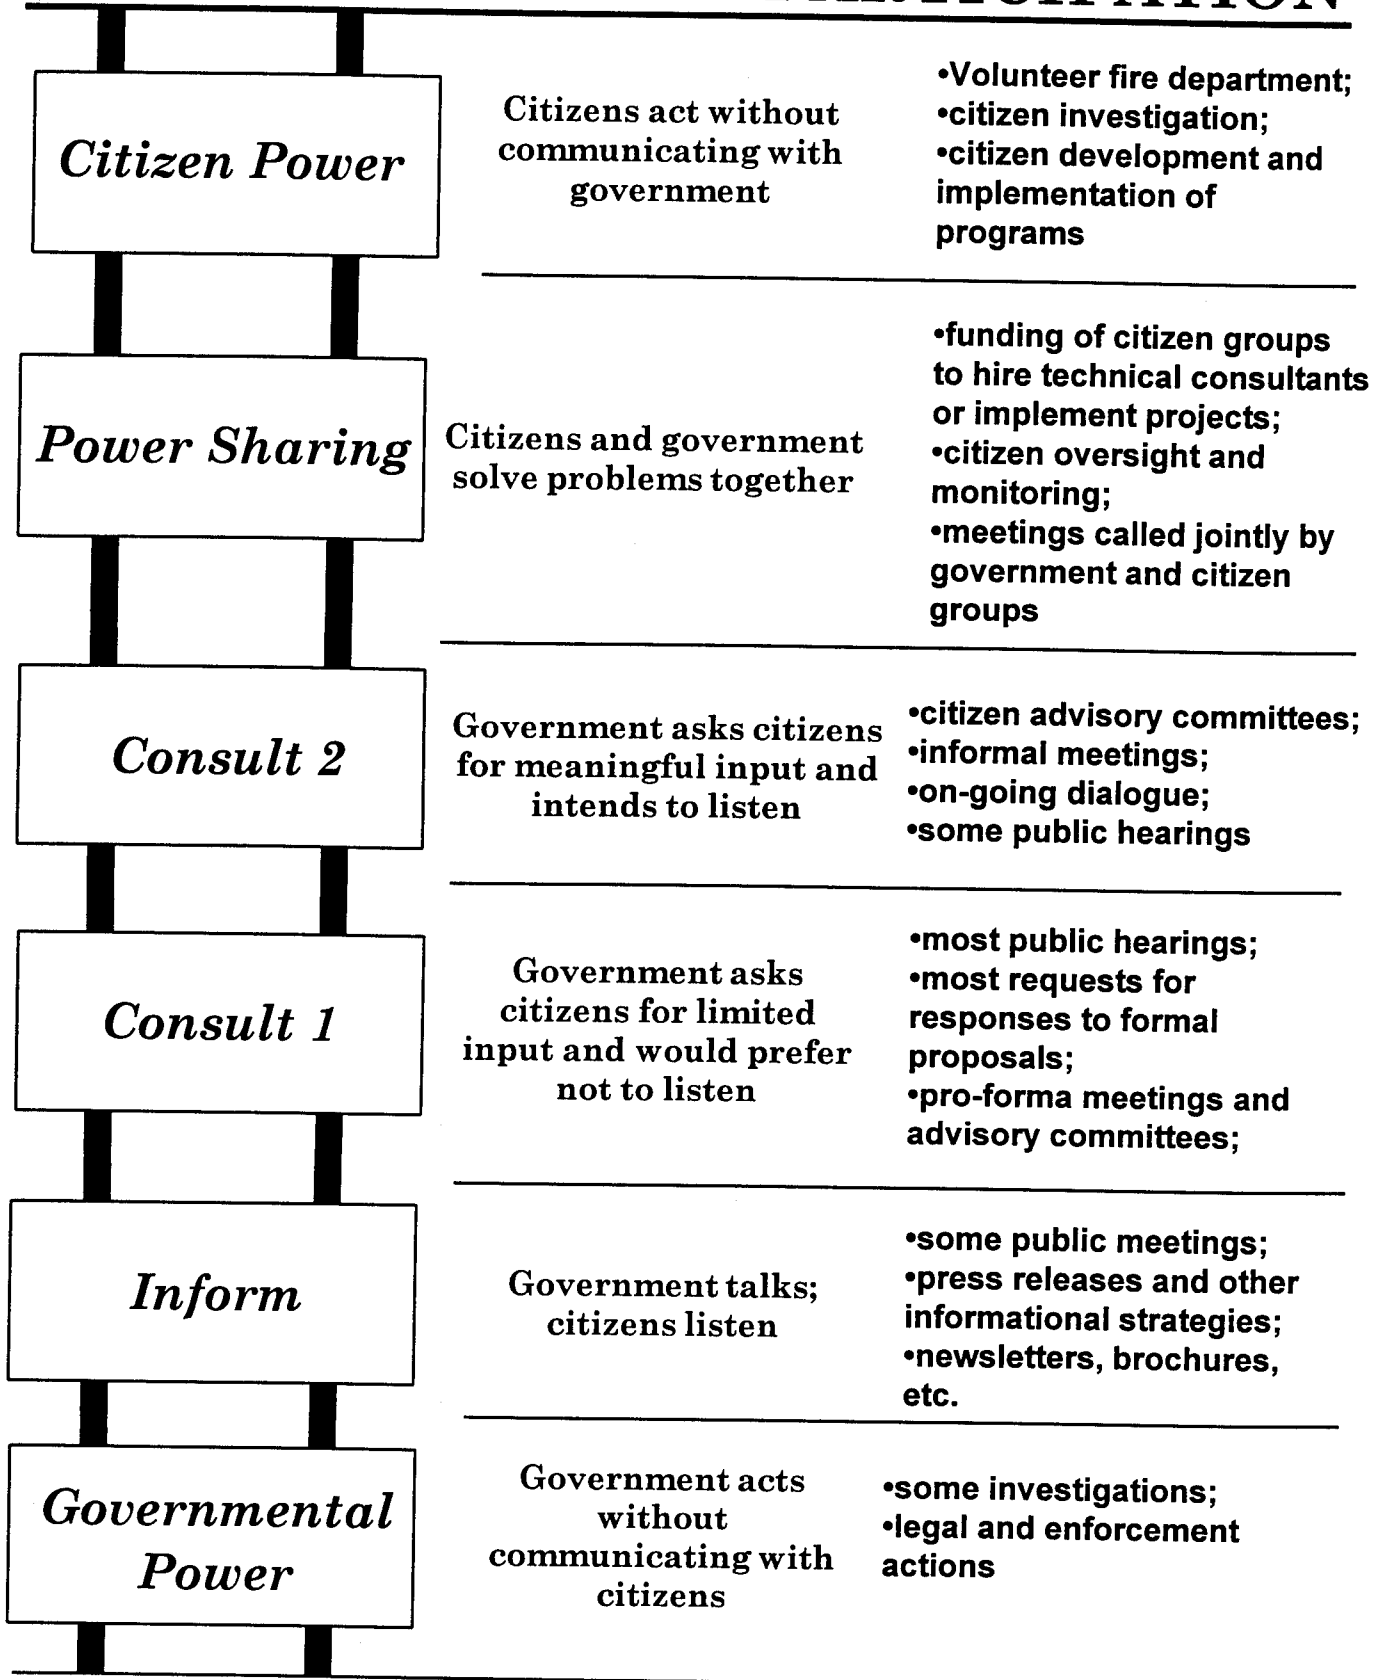 Citizen Power
Citizens act without
communicating with
government
•Volunteer fire department;
•citizen investigation;
•citizen development and
implementation of
programs
Power Sharing
Citizens and government
solve problems together
•funding of citizen groups
to hire technical consultants
or implement projects;
•citizen oversight and
monitoring;
•meetings called jointly by
government and citizen
groups
Consult 2
Government asks citizens
for meaningful input and
intends to listen
•citizen advisory committees;
•informal meetings;
•on-going dialogue;
•some public hearings
Consult 1
Government asks
citizens for limited
input and would prefer
not to listen
•most public hearings;
•most requests for
responses to formal
proposals;
•pro-forma meetings and
advisory committees;
Inform
Government talks;
citizens listen
•some public meetings;
•press releases and other
informational strategies;
•newsletters, brochures,
etc.
Governmental
Power
Government acts
without
communicating with
citizens
•some investigations;
•legal and enforcement
actions